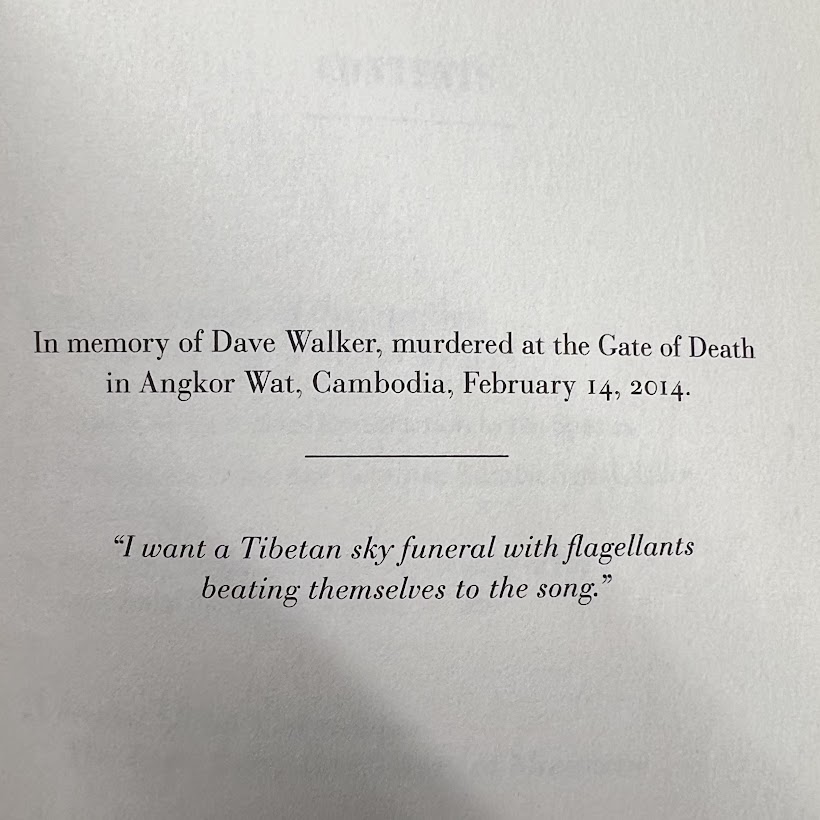 In memory of Dave Walker, murdered at the Gate of Death
in Angkor Wat, Cambodia, February 14, 2014.
“I want a Tibetan sky funeral with flagellants
beating themselves to the song.”